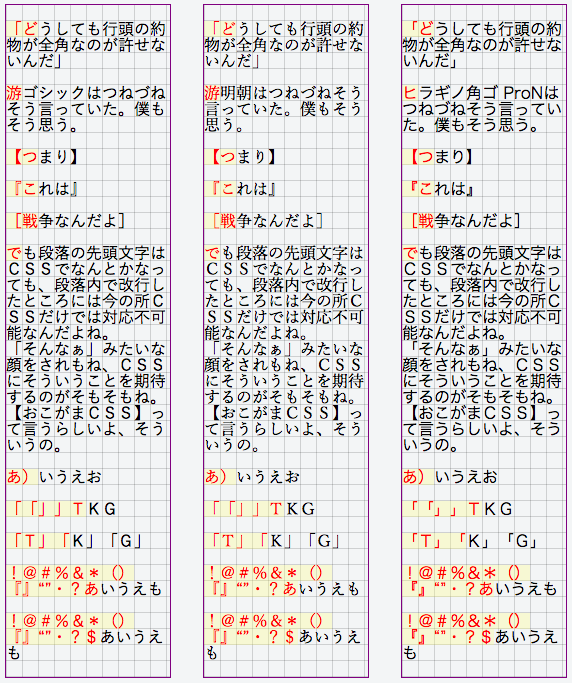 「どうしても行頭の約
物が全角なのが許せな
いんだ」
游ゴシックはつねづね
そう言っていた。僕も
そう思う。
【つまり】
『これは』
［戦争なんだよ］
でも段落の先頭文字は
ＣＳＳでなんとかなっ
ても、段落内で改行し
たところには今の所Ｃ
ＳＳだけでは対応不可
能なんだよね。
「そんなぁ」みたいな
顔をされもね、ＣＳＳ
にそういうことを期待
するのがそもそもね。
【おこがまＣＳＳ】っ
て言うらしいよ、そう
いうの。
あ）いうえお
「「」」ＴＫＧ
「Ｔ」「Ｋ」「Ｇ」
！＠＃％＆＊（）
『』“”・？あいうえも
！＠＃％＆＊（）
『』“”・？＄あいうえ
も
「どうしても行頭の約
物が全角なのが許せな
いんだ」
游明朝はつねづねそう
言っていた。僕もそう
思う。
【つまり】
『これは』
［戦争なんだよ］
でも段落の先頭文字は
ＣＳＳでなんとかなっ
ても、段落内で改行し
たところには今の所Ｃ
ＳＳだけでは対応不可
能なんだよね。
「そんなぁ」みたいな
顔をされもね、ＣＳＳ
にそういうことを期待
するのがそもそもね。
【おこがまＣＳＳ】っ
て言うらしいよ、そう
いうの。
あ）いうえお
「「」」ＴＫＧ
「Ｔ」「Ｋ」「Ｇ」
！＠＃％＆＊（）
『』“”・？あいうえも
！＠＃％＆＊（）
『』“”・？＄あいうえ
も
「どうしても行頭の約
物が全角なのが許せな
いんだ」
ヒラギノ角ゴ ProNは
つねづねそう言ってい
た。僕もそう思う。
【つまり】
『これは』
［戦争なんだよ］
でも段落の先頭文字は
ＣＳＳでなんとかなっ
ても、段落内で改行し
たところには今の所Ｃ
ＳＳだけでは対応不可
能なんだよね。
「そんなぁ」みたいな
顔をされもね、ＣＳＳ
にそういうことを期待
するのがそもそもね。
【おこがまＣＳＳ】っ
て言うらしいよ、そう
いうの。
あ）いうえお
「「」」ＴＫＧ
「Ｔ」「Ｋ」「Ｇ」
！＠＃％＆＊（）
『』“”・？あいうえも
！＠＃％＆＊（）
『』“”・？＄あいうえ
も